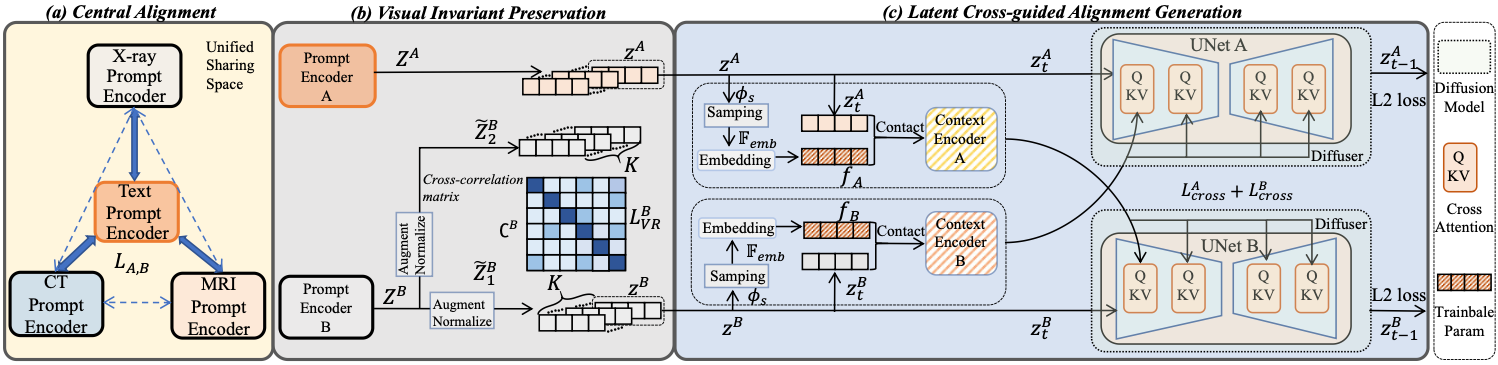 (a) Central Alignment
X-ray
Prompt
Encoder
Unified
Sharing
Space
Text
Prompt
Encoder
L_{A,B}
CT
Prompt
Encoder
MRI
Prompt
Encoder
(b) Visual Invariant Preservation
Prompt
Encoder
A
Z^A
z^A
Z̃_2^B
K
Cross-correlation
matrix
C^B
L_{VR}^B
Augment
Normalize
Z̃_1^B
Prompt
Encoder
B
Z^B
Augment
Normalize
K
z^B
(c) Latent Cross-guided Alignment Generation
z^A
ϕ_s
Samping
𝔽_{emb}
Embedding
z_t^A
f_A
Contact
Context
Encoder
A
f_B
Embedding
𝔽_{emb}
Samping
ϕ_s
z^B
z_t^B
Contact
Context
Encoder
B
z_t^A
UNet A
Q
KV
Q
KV
Q
KV
Q
KV
Diffuser
z_{t-1}^A
L2 loss
L_{cross}^A + L_{cross}^B
Diffuser
UNet B
Q
KV
Q
KV
Q
KV
Q
KV
z_t^B
L2 loss
z_{t-1}^B
Diffusion
Model
Q
KV
Cross
Attention
Trainbale
Param